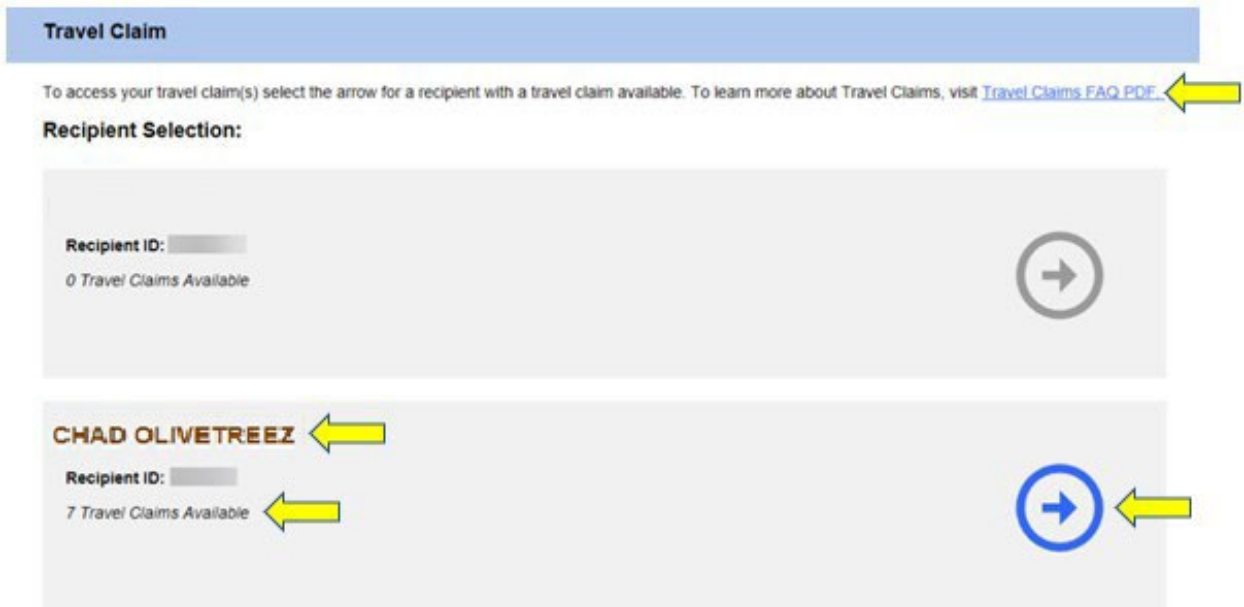 Travel Claim
To access your travel claim(s) select the arrow for a recipient with a travel claim available. To learn more about Travel Claims, visit Travel Claims FAQ PDF.
Recipient Selection:
Recipient ID:
0 Travel Claims Available
CHAD OLIVETREEZ
Recipient ID:
7 Travel Claims Available